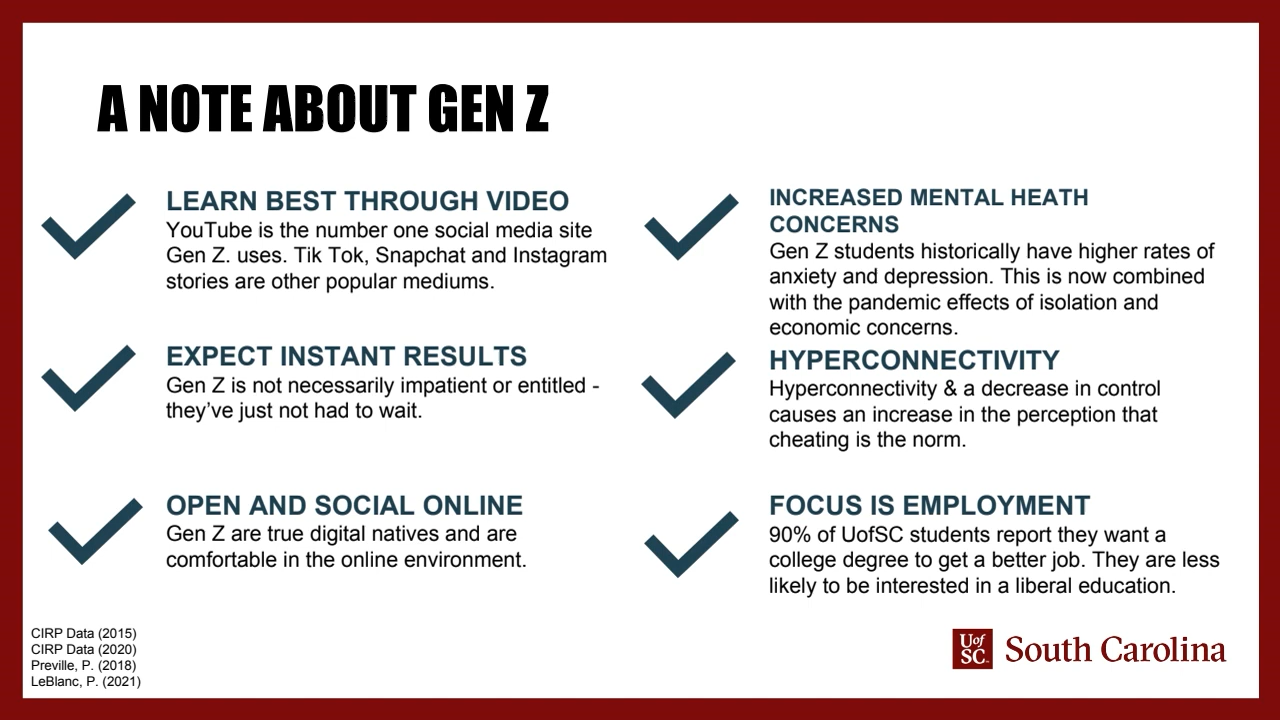 A NOTE ABOUT GEN Z
LEARN BEST THROUGH VIDEO
YouTube is the number one social media site
Gen Z. uses. Tik Tok, Snapchat and Instagram
stories are other popular mediums.
EXPECT INSTANT RESULTS
Gen Z is not necessarily impatient or entitled -
they’ve just not had to wait.
OPEN AND SOCIAL ONLINE
Gen Z are true digital natives and are
comfortable in the online environment.
INCREASED MENTAL HEATH
CONCERNS
Gen Z students historically have higher rates of
anxiety and depression. This is now combined
with the pandemic effects of isolation and
economic concerns.
HYPERCONNECTIVITY
Hyperconnectivity & a decrease in control
causes an increase in the perception that
cheating is the norm.
FOCUS IS EMPLOYMENT
90% of UofSC students report they want a
college degree to get a better job. They are less
likely to be interested in a liberal education.
CIRP Data (2015)
CIRP Data (2020)
Preville, P. (2018)
LeBlanc, P. (2021)
Uof
SC
South Carolina